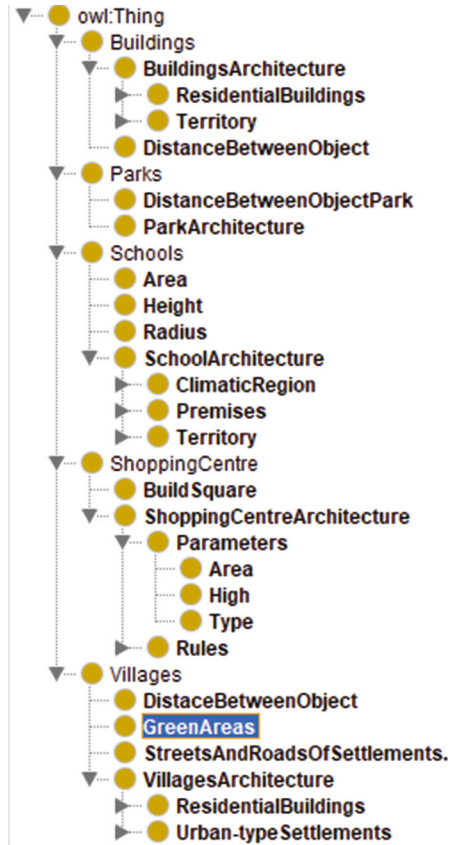 owl:Thing
Buildings
BuildingsArchitecture
ResidentialBuildings
Territory
DistanceBetweenObject
Parks
DistanceBetweenObjectPark
ParkArchitecture
Schools
Area
Height
Radius
SchoolArchitecture
ClimaticRegion
Premises
Territory
ShoppingCentre
BuildSquare
ShoppingCentreArchitecture
Parameters
Area
High
Type
Rules
Villages
DistaceBetweenObject
GreenAreas
StreetsAndRoadsOfSettlements.
VillagesArchitecture
ResidentialBuildings
Urban-typeSettlements